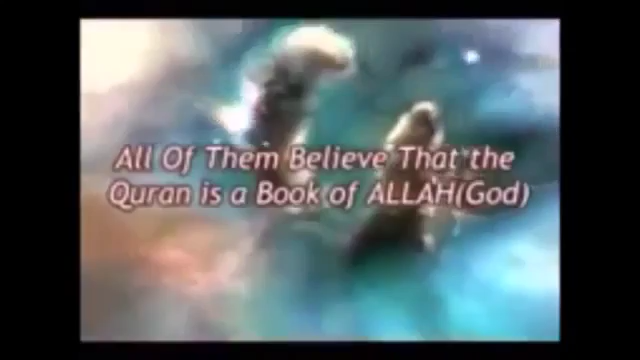 All Of Them Believe That the
Quran is a Book of ALLAH(God)